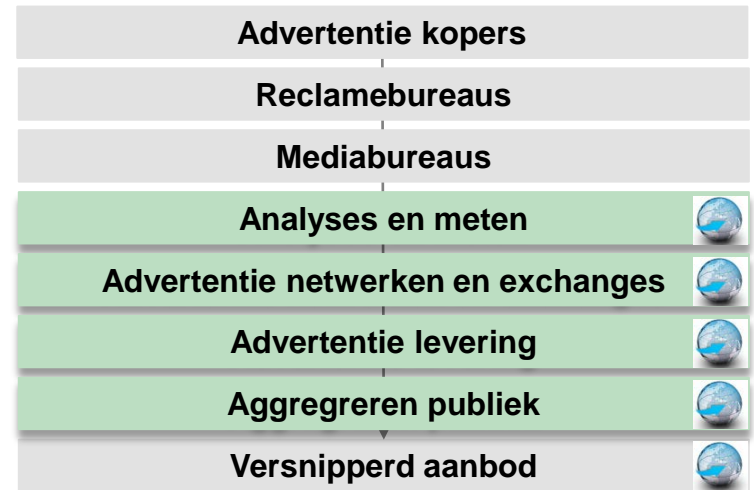 Advertentie kopers
Reclamebureaus
Mediabureaus
Analyses en meten
Advertentie netwerken en exchanges
Advertentie levering
Aggregreren publiek
Versnipperd aanbod